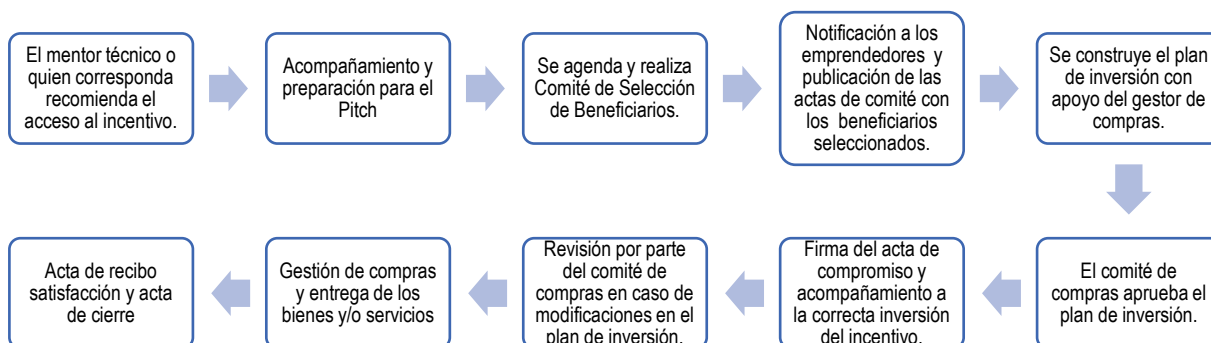 El mentor técnico o
quien corresponda
recomienda el
acceso al incentivo.
Acompañamiento y
preparación para el
Pitch
Se agenda y realiza
Comité de Selección
de Beneficiarios.
Notificación a los
emprendedores y
publicación de las
actas de comité con
los beneficiarios
seleccionados.
Se construye el plan
de inversión con
apoyo del gestor de
compras.
El comité de
compras aprueba el
plan de inversión.
Firma del acta de
compromiso y
acompañamiento a
la correcta inversión
del incentivo.
Revisión por parte
del comité de
compras en caso de
modificaciones en el
plan de inversión.
Gestión de compras
y entrega de los
bienes y/o servicios
Acta de recibo
satisfacción y acta
de cierre